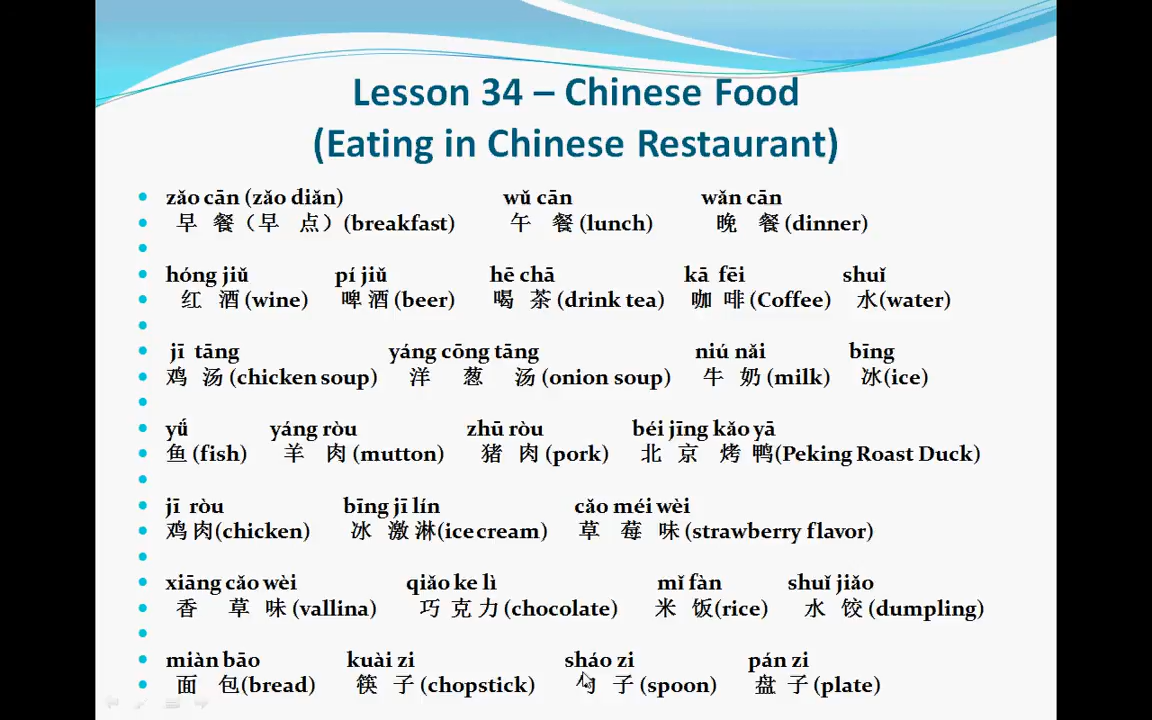 Lesson 34 – Chinese Food
(Eating in Chinese Restaurant)
zǎo cān (zǎo diǎn) wǔ cān wǎn cān
早 餐（早 点）(breakfast) 午 餐 (lunch) 晚 餐 (dinner)
hóng jiǔ pí jiǔ hē chā kā fēi shuǐ
红 酒 (wine) 啤 酒 (beer) 喝 茶 (drink tea) 咖 啡 (Coffee) 水(water)
jī tāng yáng cōng tāng niú nǎi bīng
鸡 汤 (chicken soup) 洋 葱 汤 (onion soup) 牛 奶 (milk) 冰(ice)
yǘ yáng ròu zhū ròu béi jīng kǎo yā
鱼 (fish) 羊 肉 (mutton) 猪 肉 (pork) 北 京 烤 鸭(Peking Roast Duck)
jī ròu bīng jī lín cǎo méi wèi
鸡 肉(chicken) 冰 激 淋(ice cream) 草 莓 味 (strawberry flavor)
xiāng cǎo wèi qiǎo ke lì mǐ fàn shuǐ jiǎo
香 草 味 (vallina) 巧 克 力 (chocolate) 米 饭(rice) 水 饺 (dumpling)
miàn bāo kuài zi sháo zi pán zi
面 包(bread) 筷 子 (chopstick) 勺 子 (spoon) 盘 子 (plate)